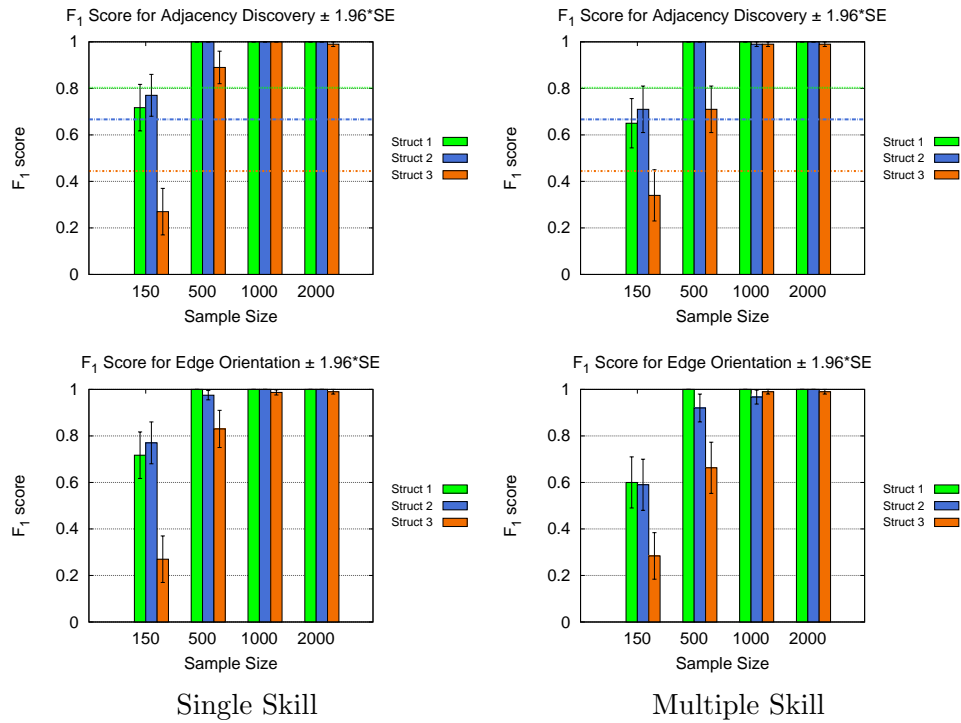 F1 Score for Adjacency Discovery ± 1.96*SE
1
0.8
0.6
0.4
0.2
0
F1 score
150 500 1000 2000
Sample Size
Struct 1
Struct 2
Struct 3
F1 Score for Adjacency Discovery ± 1.96*SE
1
0.8
0.6
0.4
0.2
0
F1 score
150 500 1000 2000
Sample Size
Struct 1
Struct 2
Struct 3
F1 Score for Edge Orientation ± 1.96*SE
1
0.8
0.6
0.4
0.2
0
F1 score
150 500 1000 2000
Sample Size
Struct 1
Struct 2
Struct 3
Single Skill
F1 Score for Edge Orientation ± 1.96*SE
1
0.8
0.6
0.4
0.2
0
F1 score
150 500 1000 2000
Sample Size
Struct 1
Struct 2
Struct 3
Multiple Skill